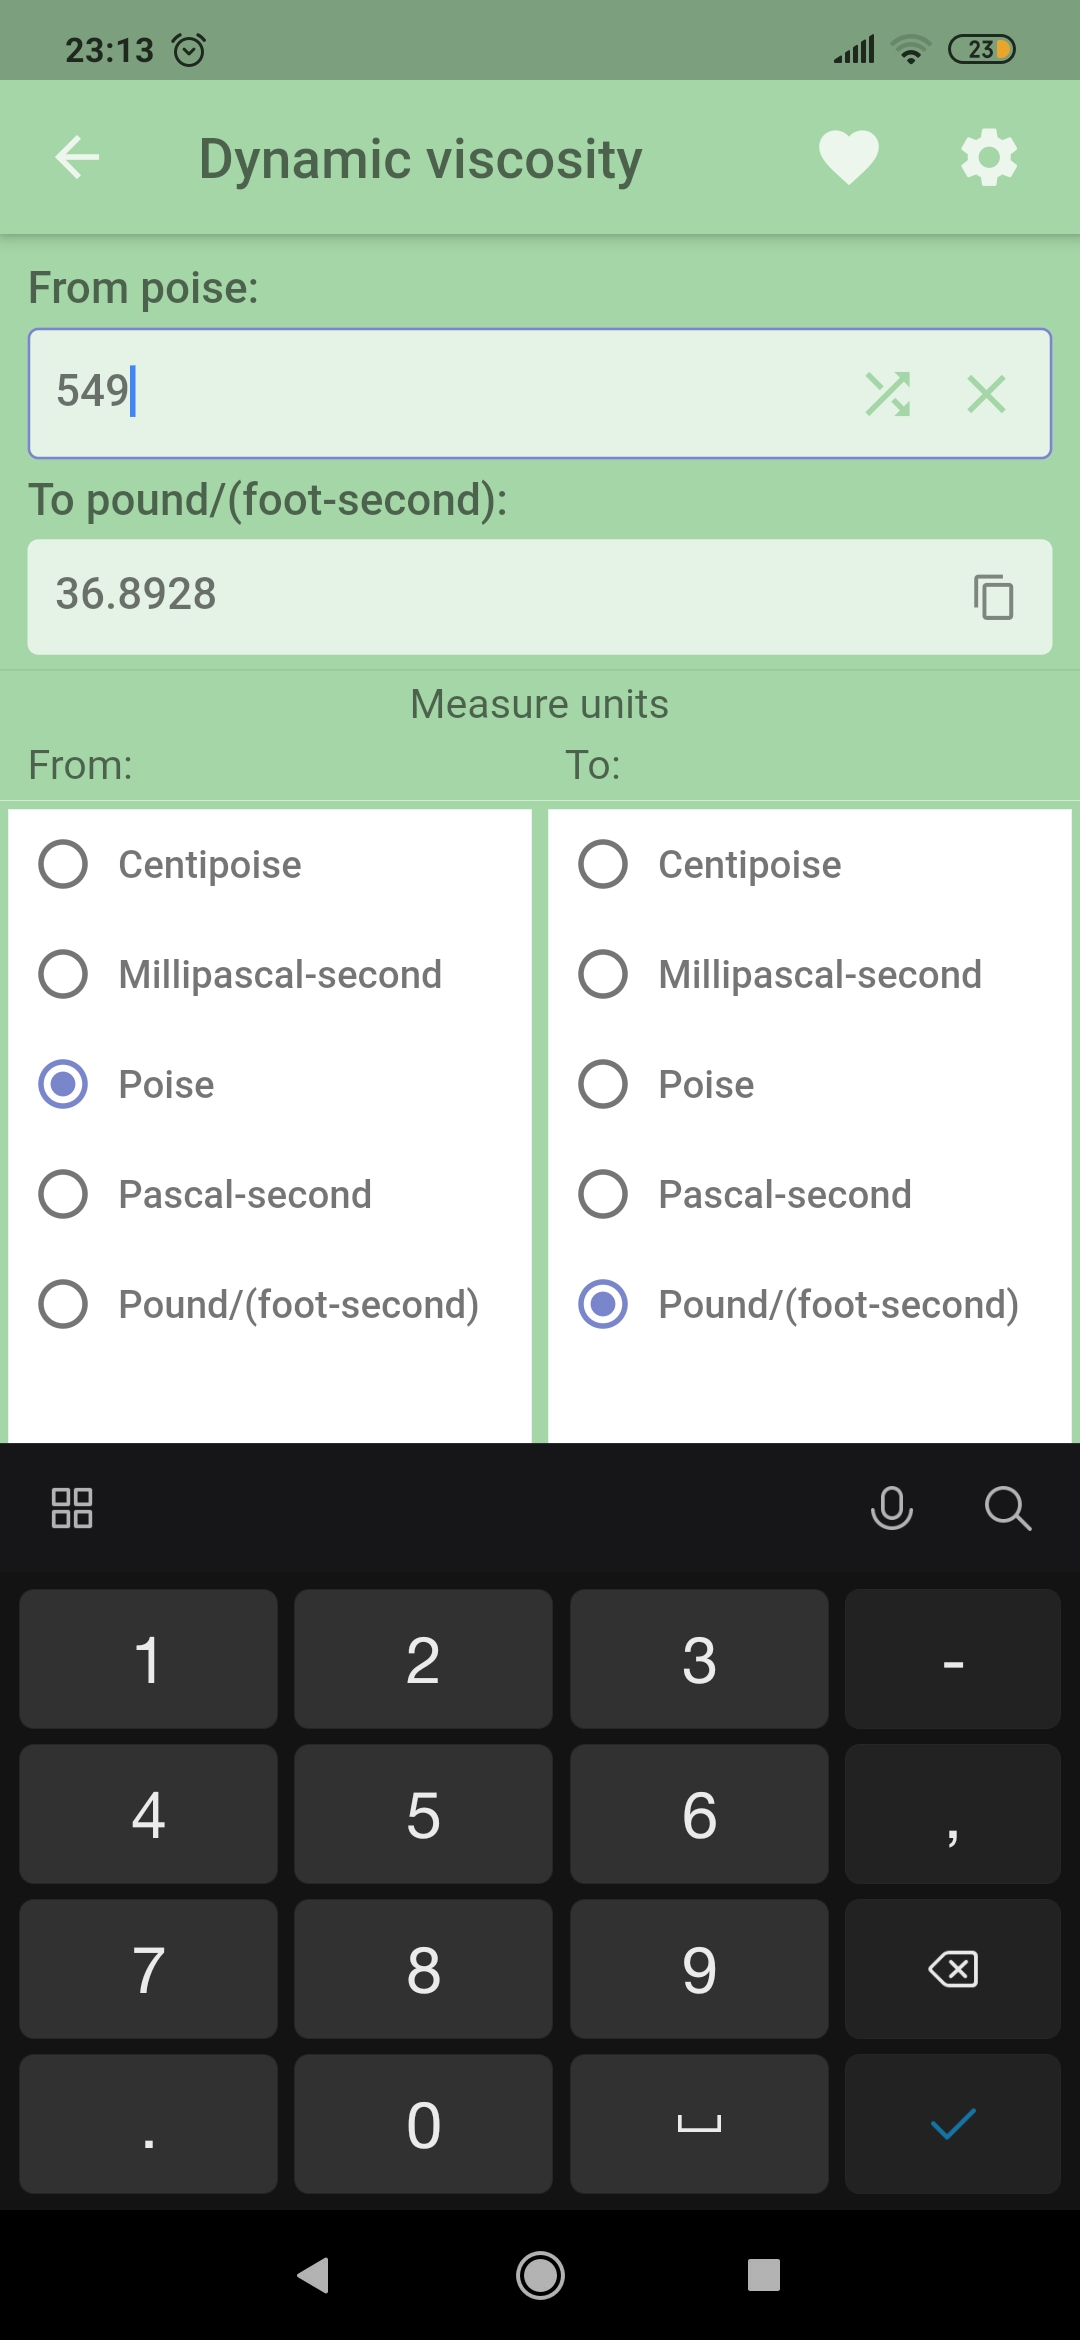 23:13
23
Dynamic viscosity
From poise:
549
To pound/(foot-second):
36.8928
Measure units
From: To:
Centipoise Centipoise
Millipascal-second Millipascal-second
Poise Poise
Pascal-second Pascal-second
Pound/(foot-second) Pound/(foot-second)
1 2 3 -
4 5 6 ,
7 8 9
. 0